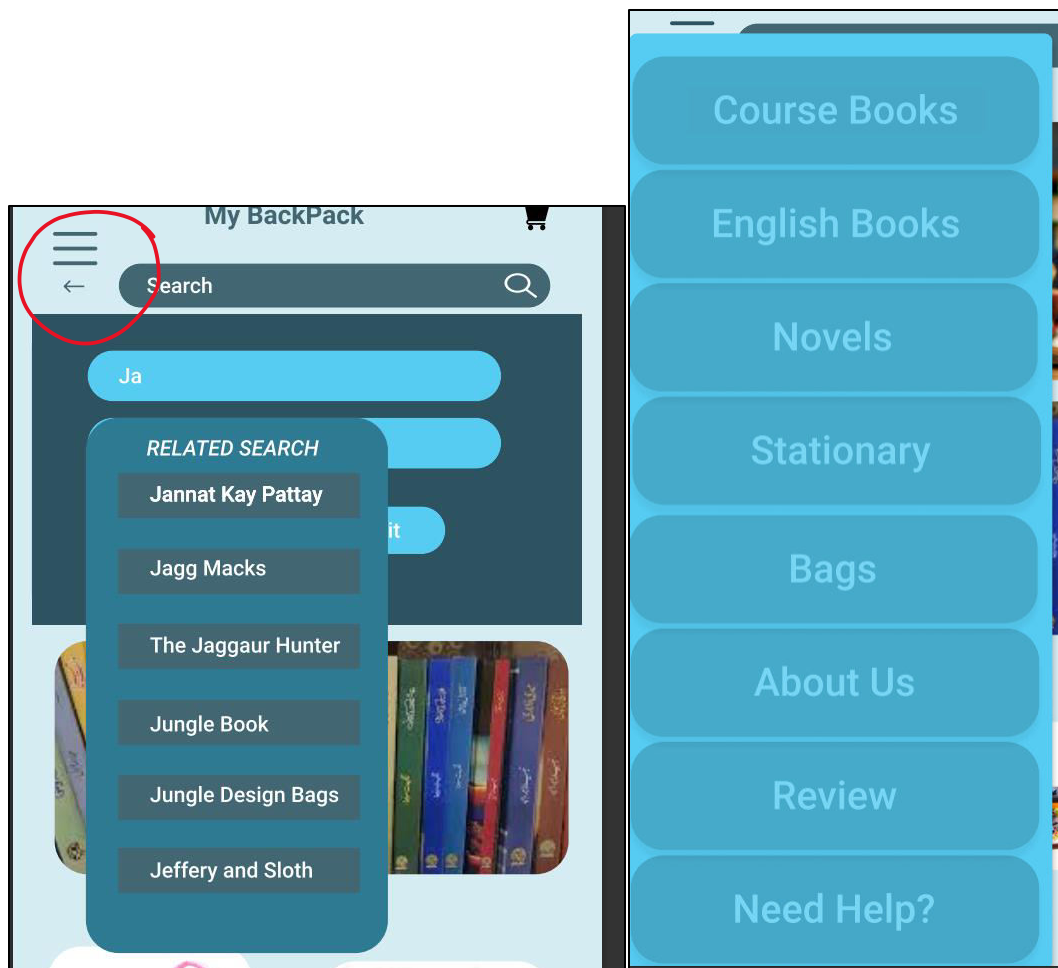 My BackPack
Search
Ja
RELATED SEARCH
Jannat Kay Pattay
it
Jagg Macks
The Jaggaur Hunter
Jungle Book
Jungle Design Bags
Jeffery and Sloth
Course Books
English Books
Novels
Stationary
Bags
About Us
Review
Need Help?